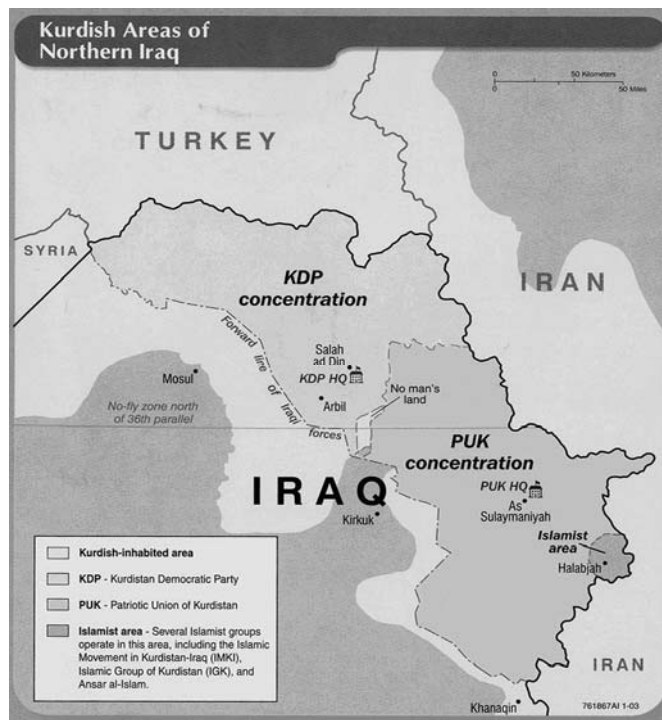 Kurdish Areas of
Northern Iraq
0 50 Kilometers
0 50 Miles
TURKEY
SYRIA
IRAN
KDP
concentration
Salah
ad Din
KDP HQ
Forward lire of Iraqi forces
Mosul
Arbil
No man's
land
No-fly zone north
of 36th parallel
PUK
concentration
IRAQ
PUK HQ
As
Sulaymaniyah
Kirkuk
Islamist
area
Halabjah
Kurdish-inhabited area
KDP - Kurdistan Democratic Party
PUK - Patriotic Union of Kurdistan
Islamist area - Several Islamist groups
operate in this area, including the Islamic
Movement in Kurdistan-Iraq (IMKI),
Islamic Group of Kurdistan (IGK), and
Ansar al-Islam.
IRAN
Khanaqin
761867AI 1-03